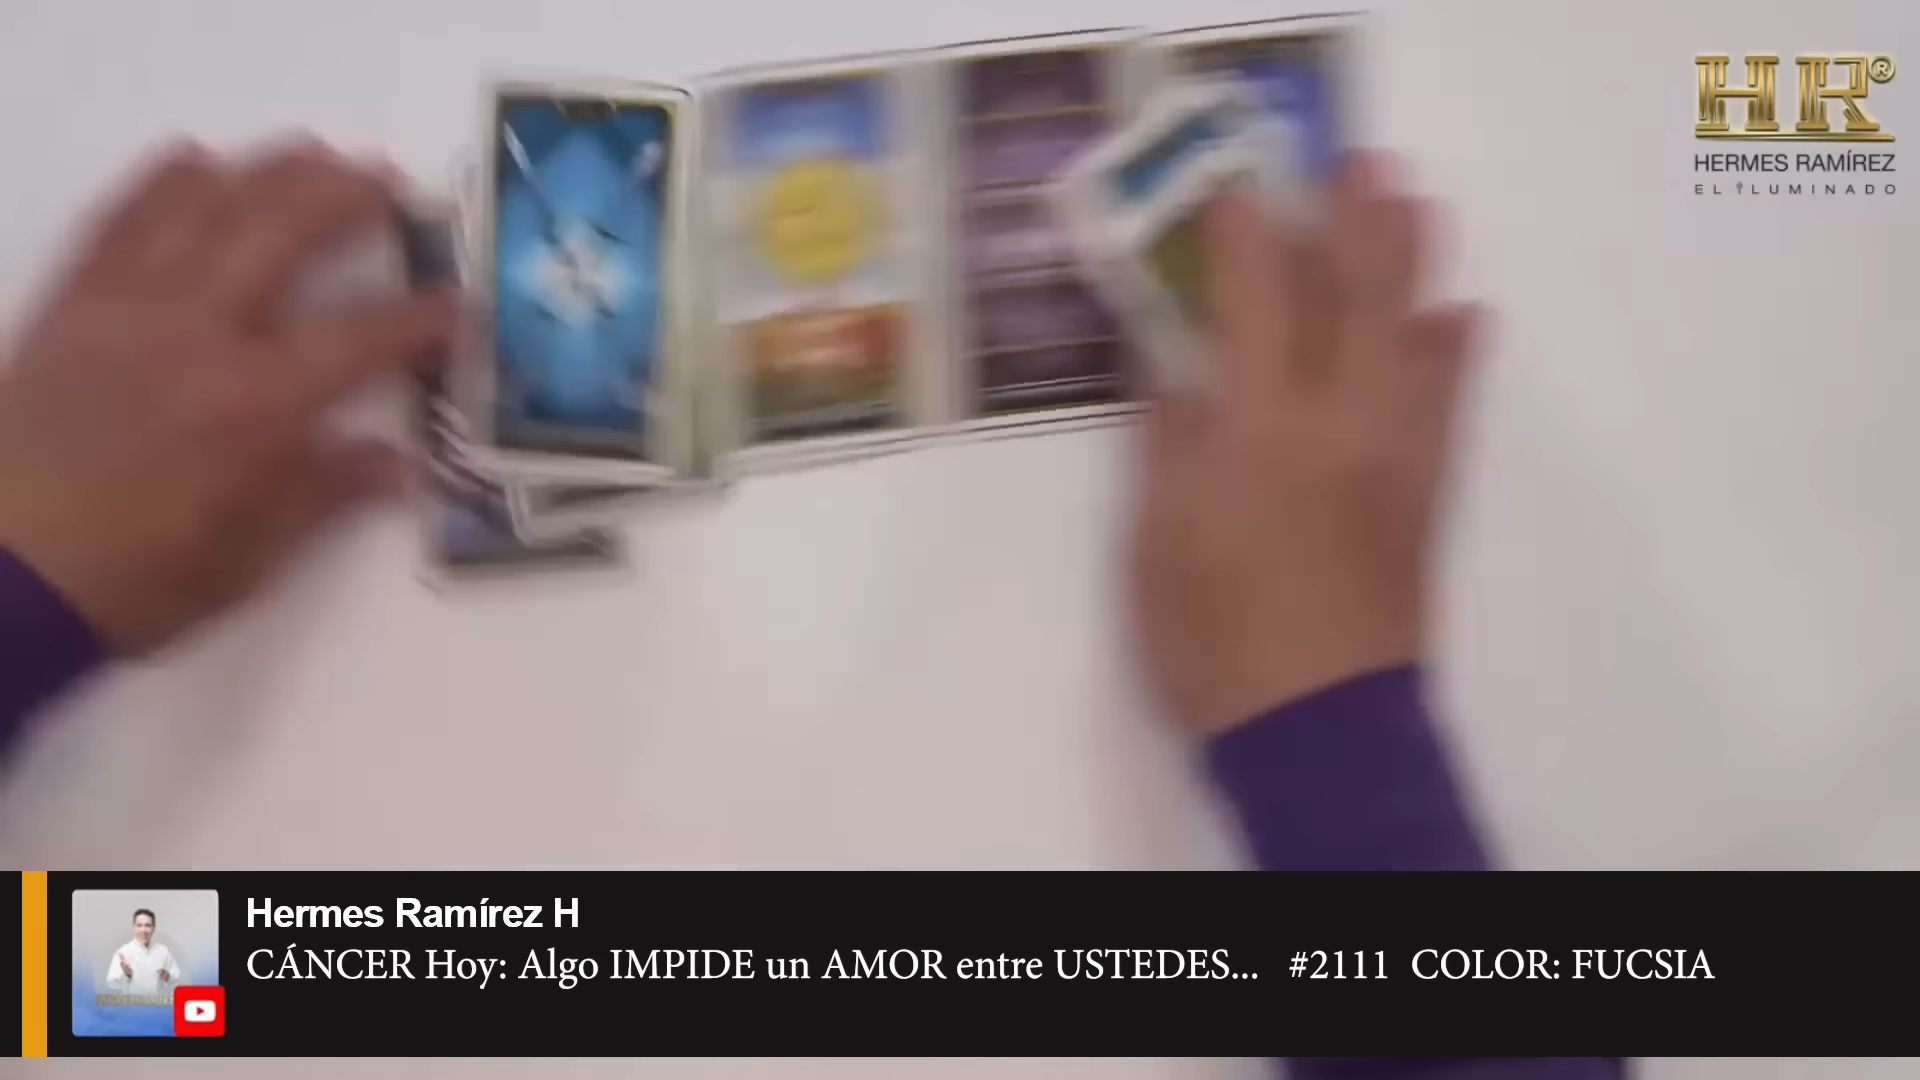 HR®
HERMES RAMÍREZ
EL ILUMINADO
Hermes Ramírez H
CÁNCER Hoy: Algo IMPIDE un AMOR entre USTEDES... #2111 COLOR: FUCSIA